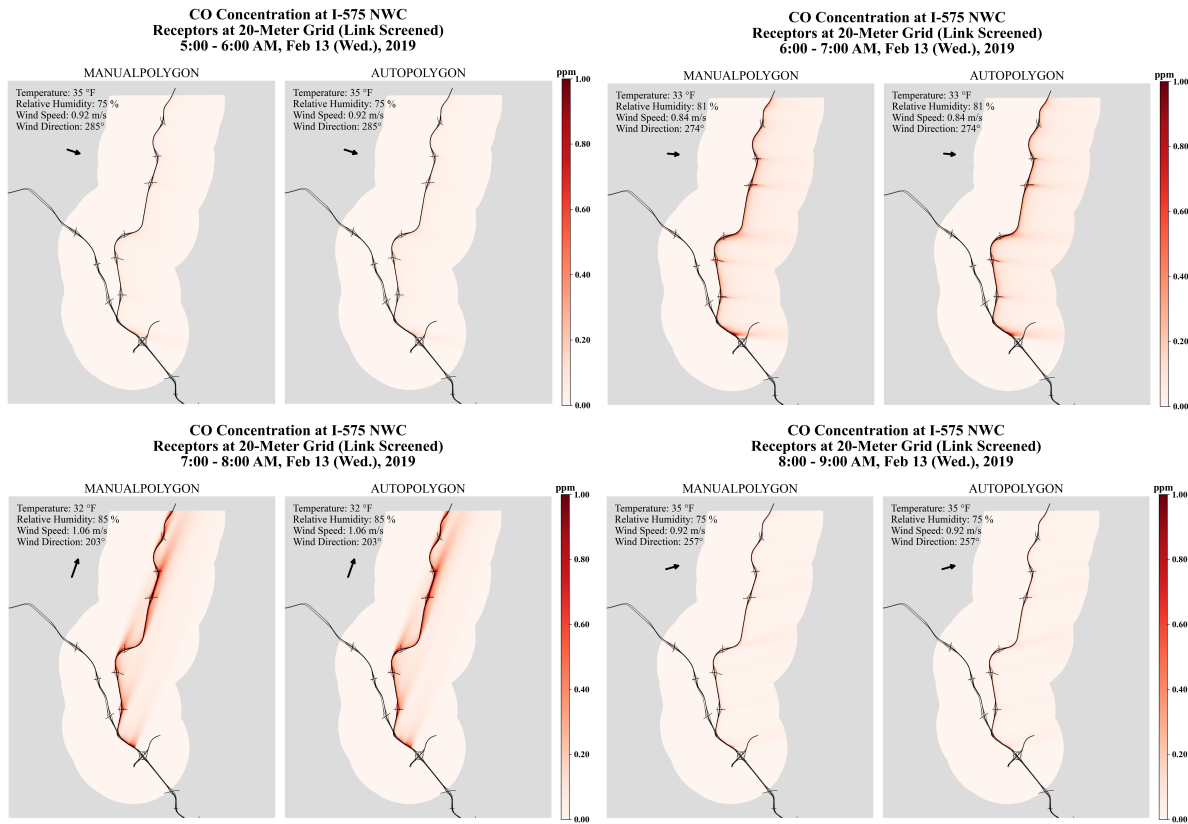 CO Concentration at I-575 NWC
Receptors at 20-Meter Grid (Link Screened)
5:00 - 6:00 AM, Feb 13 (Wed.), 2019
MANUALPOLYGON
Temperature: 35 °F
Relative Humidity: 75 %
Wind Speed: 0.92 m/s
Wind Direction: 285°
AUTOPOLYGON
Temperature: 35 °F
Relative Humidity: 75 %
Wind Speed: 0.92 m/s
Wind Direction: 285°
ppm
1.00
0.80
0.60
0.40
0.20
0.00
CO Concentration at I-575 NWC
Receptors at 20-Meter Grid (Link Screened)
6:00 - 7:00 AM, Feb 13 (Wed.), 2019
MANUALPOLYGON
Temperature: 33 °F
Relative Humidity: 81 %
Wind Speed: 0.84 m/s
Wind Direction: 274°
AUTOPOLYGON
Temperature: 33 °F
Relative Humidity: 81 %
Wind Speed: 0.84 m/s
Wind Direction: 274°
ppm
1.00
0.80
0.60
0.40
0.20
0.00
CO Concentration at I-575 NWC
Receptors at 20-Meter Grid (Link Screened)
7:00 - 8:00 AM, Feb 13 (Wed.), 2019
MANUALPOLYGON
Temperature: 32 °F
Relative Humidity: 85 %
Wind Speed: 1.06 m/s
Wind Direction: 203°
AUTOPOLYGON
Temperature: 32 °F
Relative Humidity: 85 %
Wind Speed: 1.06 m/s
Wind Direction: 203°
ppm
1.00
0.80
0.60
0.40
0.20
0.00
CO Concentration at I-575 NWC
Receptors at 20-Meter Grid (Link Screened)
8:00 - 9:00 AM, Feb 13 (Wed.), 2019
MANUALPOLYGON
Temperature: 35 °F
Relative Humidity: 75 %
Wind Speed: 0.92 m/s
Wind Direction: 257°
AUTOPOLYGON
Temperature: 35 °F
Relative Humidity: 75 %
Wind Speed: 0.92 m/s
Wind Direction: 257°
ppm
1.00
0.80
0.60
0.40
0.20
0.00